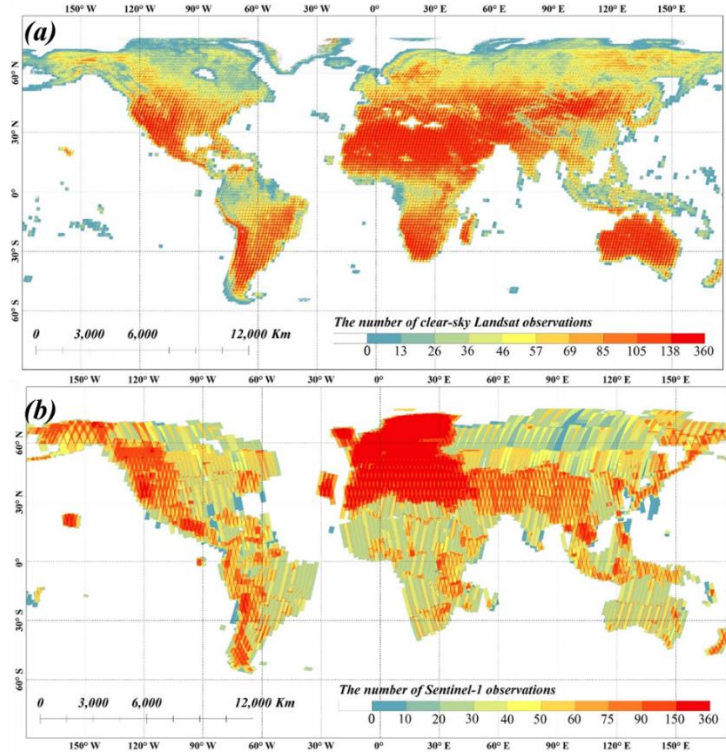 (a)
150° W 120° W 90° W 60° W 30° W 0° 30° E 60° E 90° E 120° E 150° E
60° N
30° N
0°
30° S
60° S
The number of clear-sky Landsat observations
0 3,000 6,000 12,000 Km
0 13 26 36 46 57 69 85 105 138 360
150° W 120° W 90° W 60° W 30° W 0° 30° E 60° E 90° E 120° E 150° E
(b)
60° N
30° N
0°
30° S
60° S
The number of Sentinel-1 observations
0 3,000 6,000 12,000 Km
0 10 20 30 40 50 60 75 90 150 360
150° W 120° W 90° W 60° W 30° W 0° 30° E 60° E 90° E 120° E 150° E